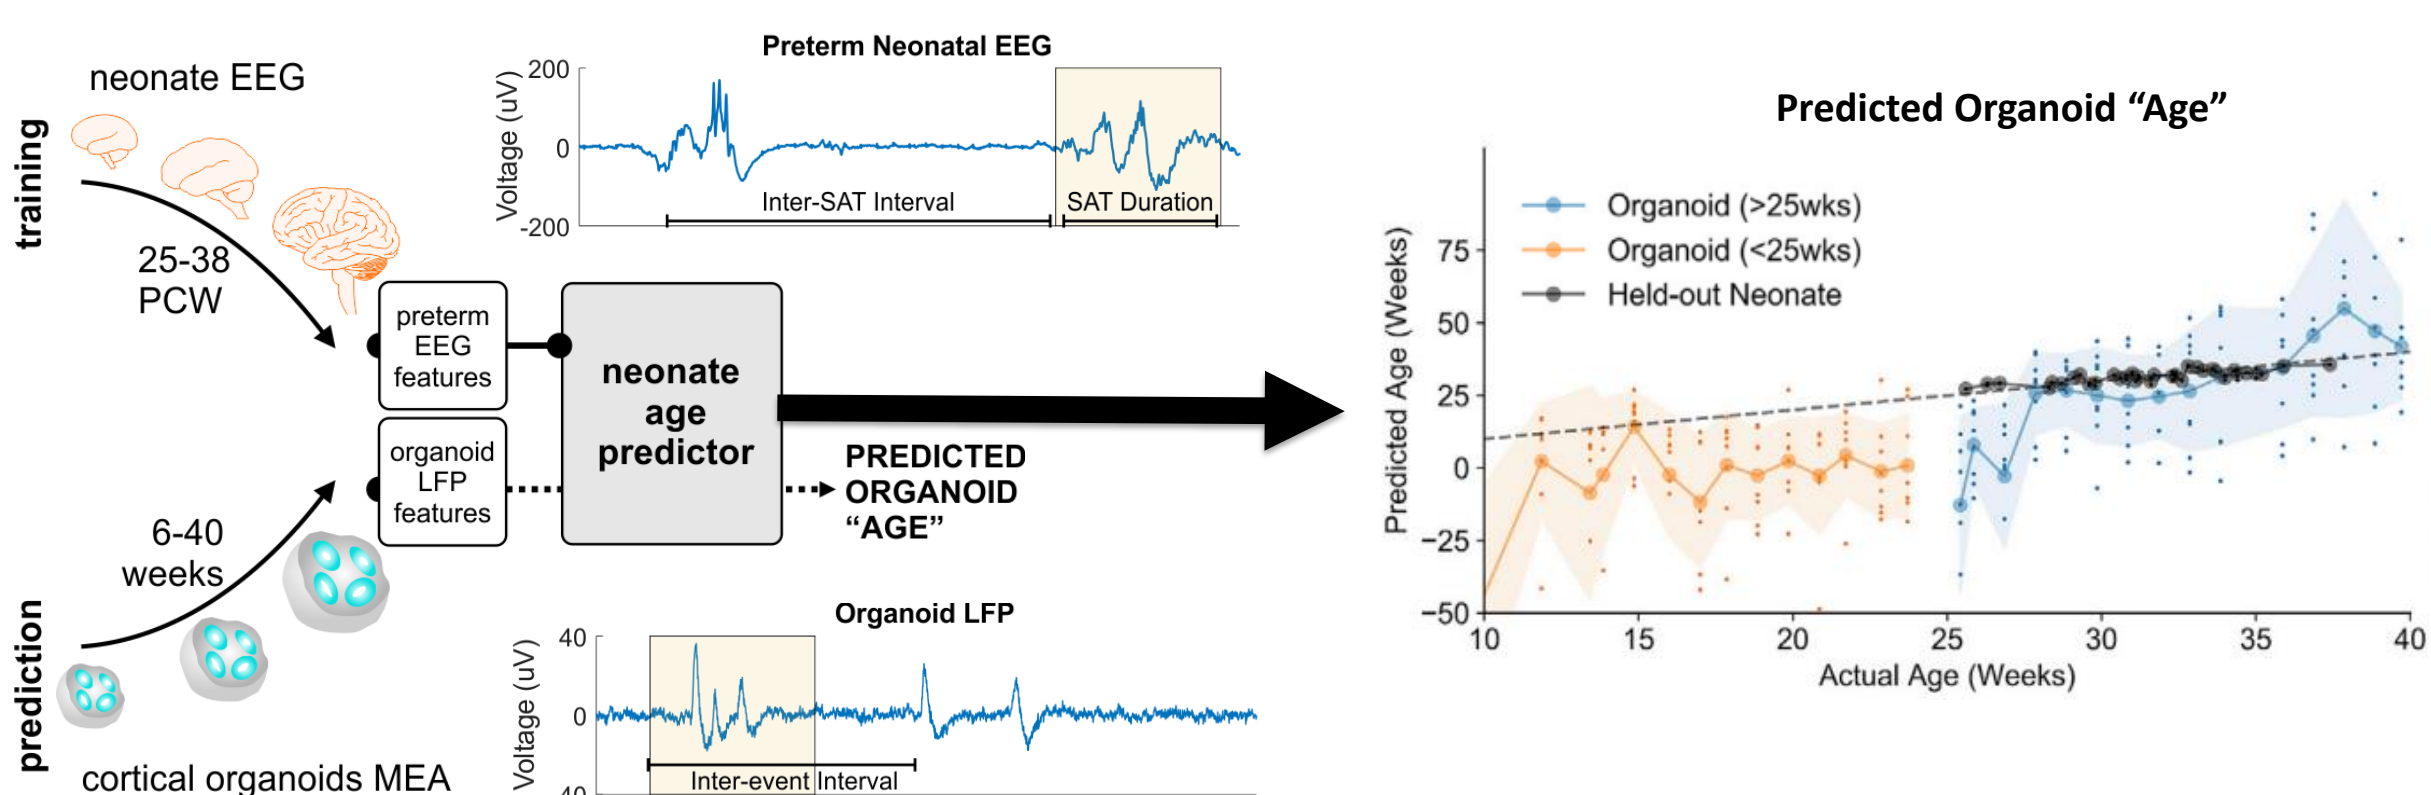 training
neonate EEG
25-38
PCW
preterm
EEG
features
organoid
LFP
features
6-40
weeks
prediction
cortical organoids MEA
neonate
age
predictor
PREDICTED
ORGANOID
“AGE”
Preterm Neonatal EEG
Voltage (uV)
200
0
-200
Inter-SAT Interval
SAT Duration
Organoid LFP
Voltage (uV)
40
0
Inter-event Interval
Predicted Organoid “Age”
Organoid (>25wks)
Organoid (<25wks)
Held-out Neonate
Predicted Age (Weeks)
75
50
25
0
−25
−50
10 15 20 25 30 35 40
Actual Age (Weeks)